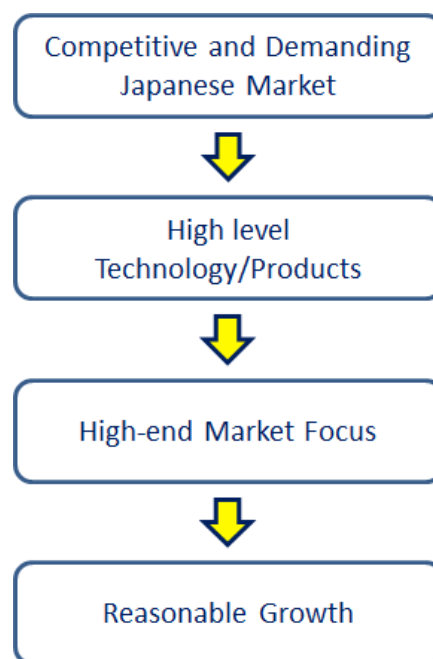 Competitive and Demanding
Japanese Market
High level
Technology/Products
High-end Market Focus
Reasonable Growth